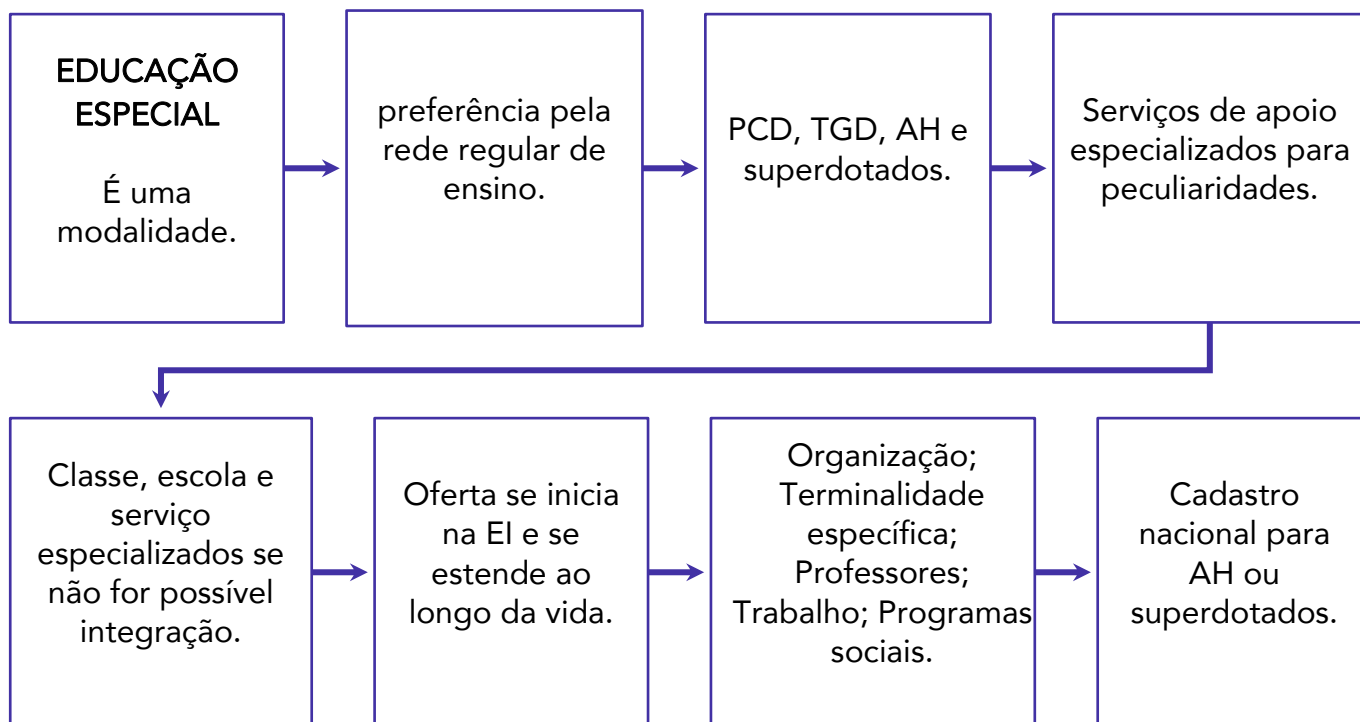 EDUCAÇÃO
ESPECIAL
É uma
modalidade.
preferência pela
rede regular de
ensino.
PCD, TGD, AH e
superdotados.
Serviços de apoio
especializados para
peculiaridades.
Classe, escola e
serviço
especializados se
não for possível
integração.
Oferta se inicia
na EI e se
estende ao
longo da vida.
Organização;
Terminalidade
específica;
Professores;
Trabalho; Programas
sociais.
Cadastro
nacional para
AH ou
superdotados.